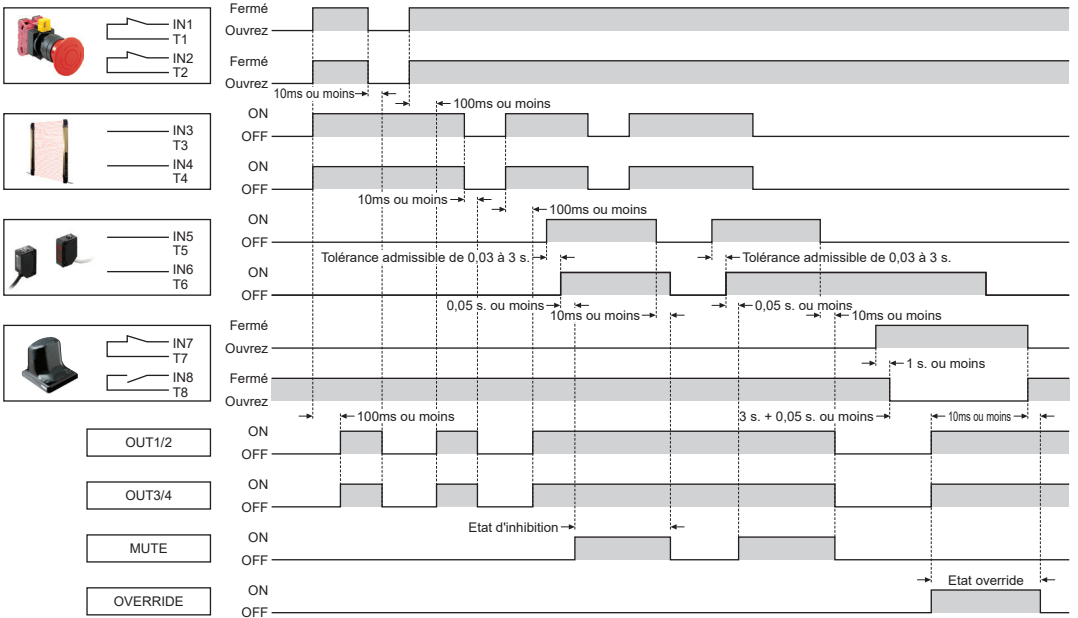 Fermé
IN1
Ouvrez
T1
IN2
Fermé
T2
Ouvrez
10ms ou moins
100ms ou moins
ON
IN3
OFF
T3
IN4
ON
T4
OFF
10ms ou moins
100ms ou moins
ON
IN5
OFF
T5
Tolérance admissible de 0,03 à 3 s.
Tolérance admissible de 0,03 à 3 s.
IN6
ON
T6
OFF
0,05 s. ou moins
0,05 s. ou moins
10ms ou moins
10ms ou moins
Fermé
IN7
Ouvrez
T7
1 s. ou moins
IN8
Fermé
T8
Ouvrez
100ms ou moins
3 s. + 0,05 s. ou moins
10ms ou moins
ON
OUT1/2
OFF
ON
OUT3/4
OFF
Etat d'inhibition
ON
MUTE
OFF
Etat override
ON
OVERRIDE
OFF